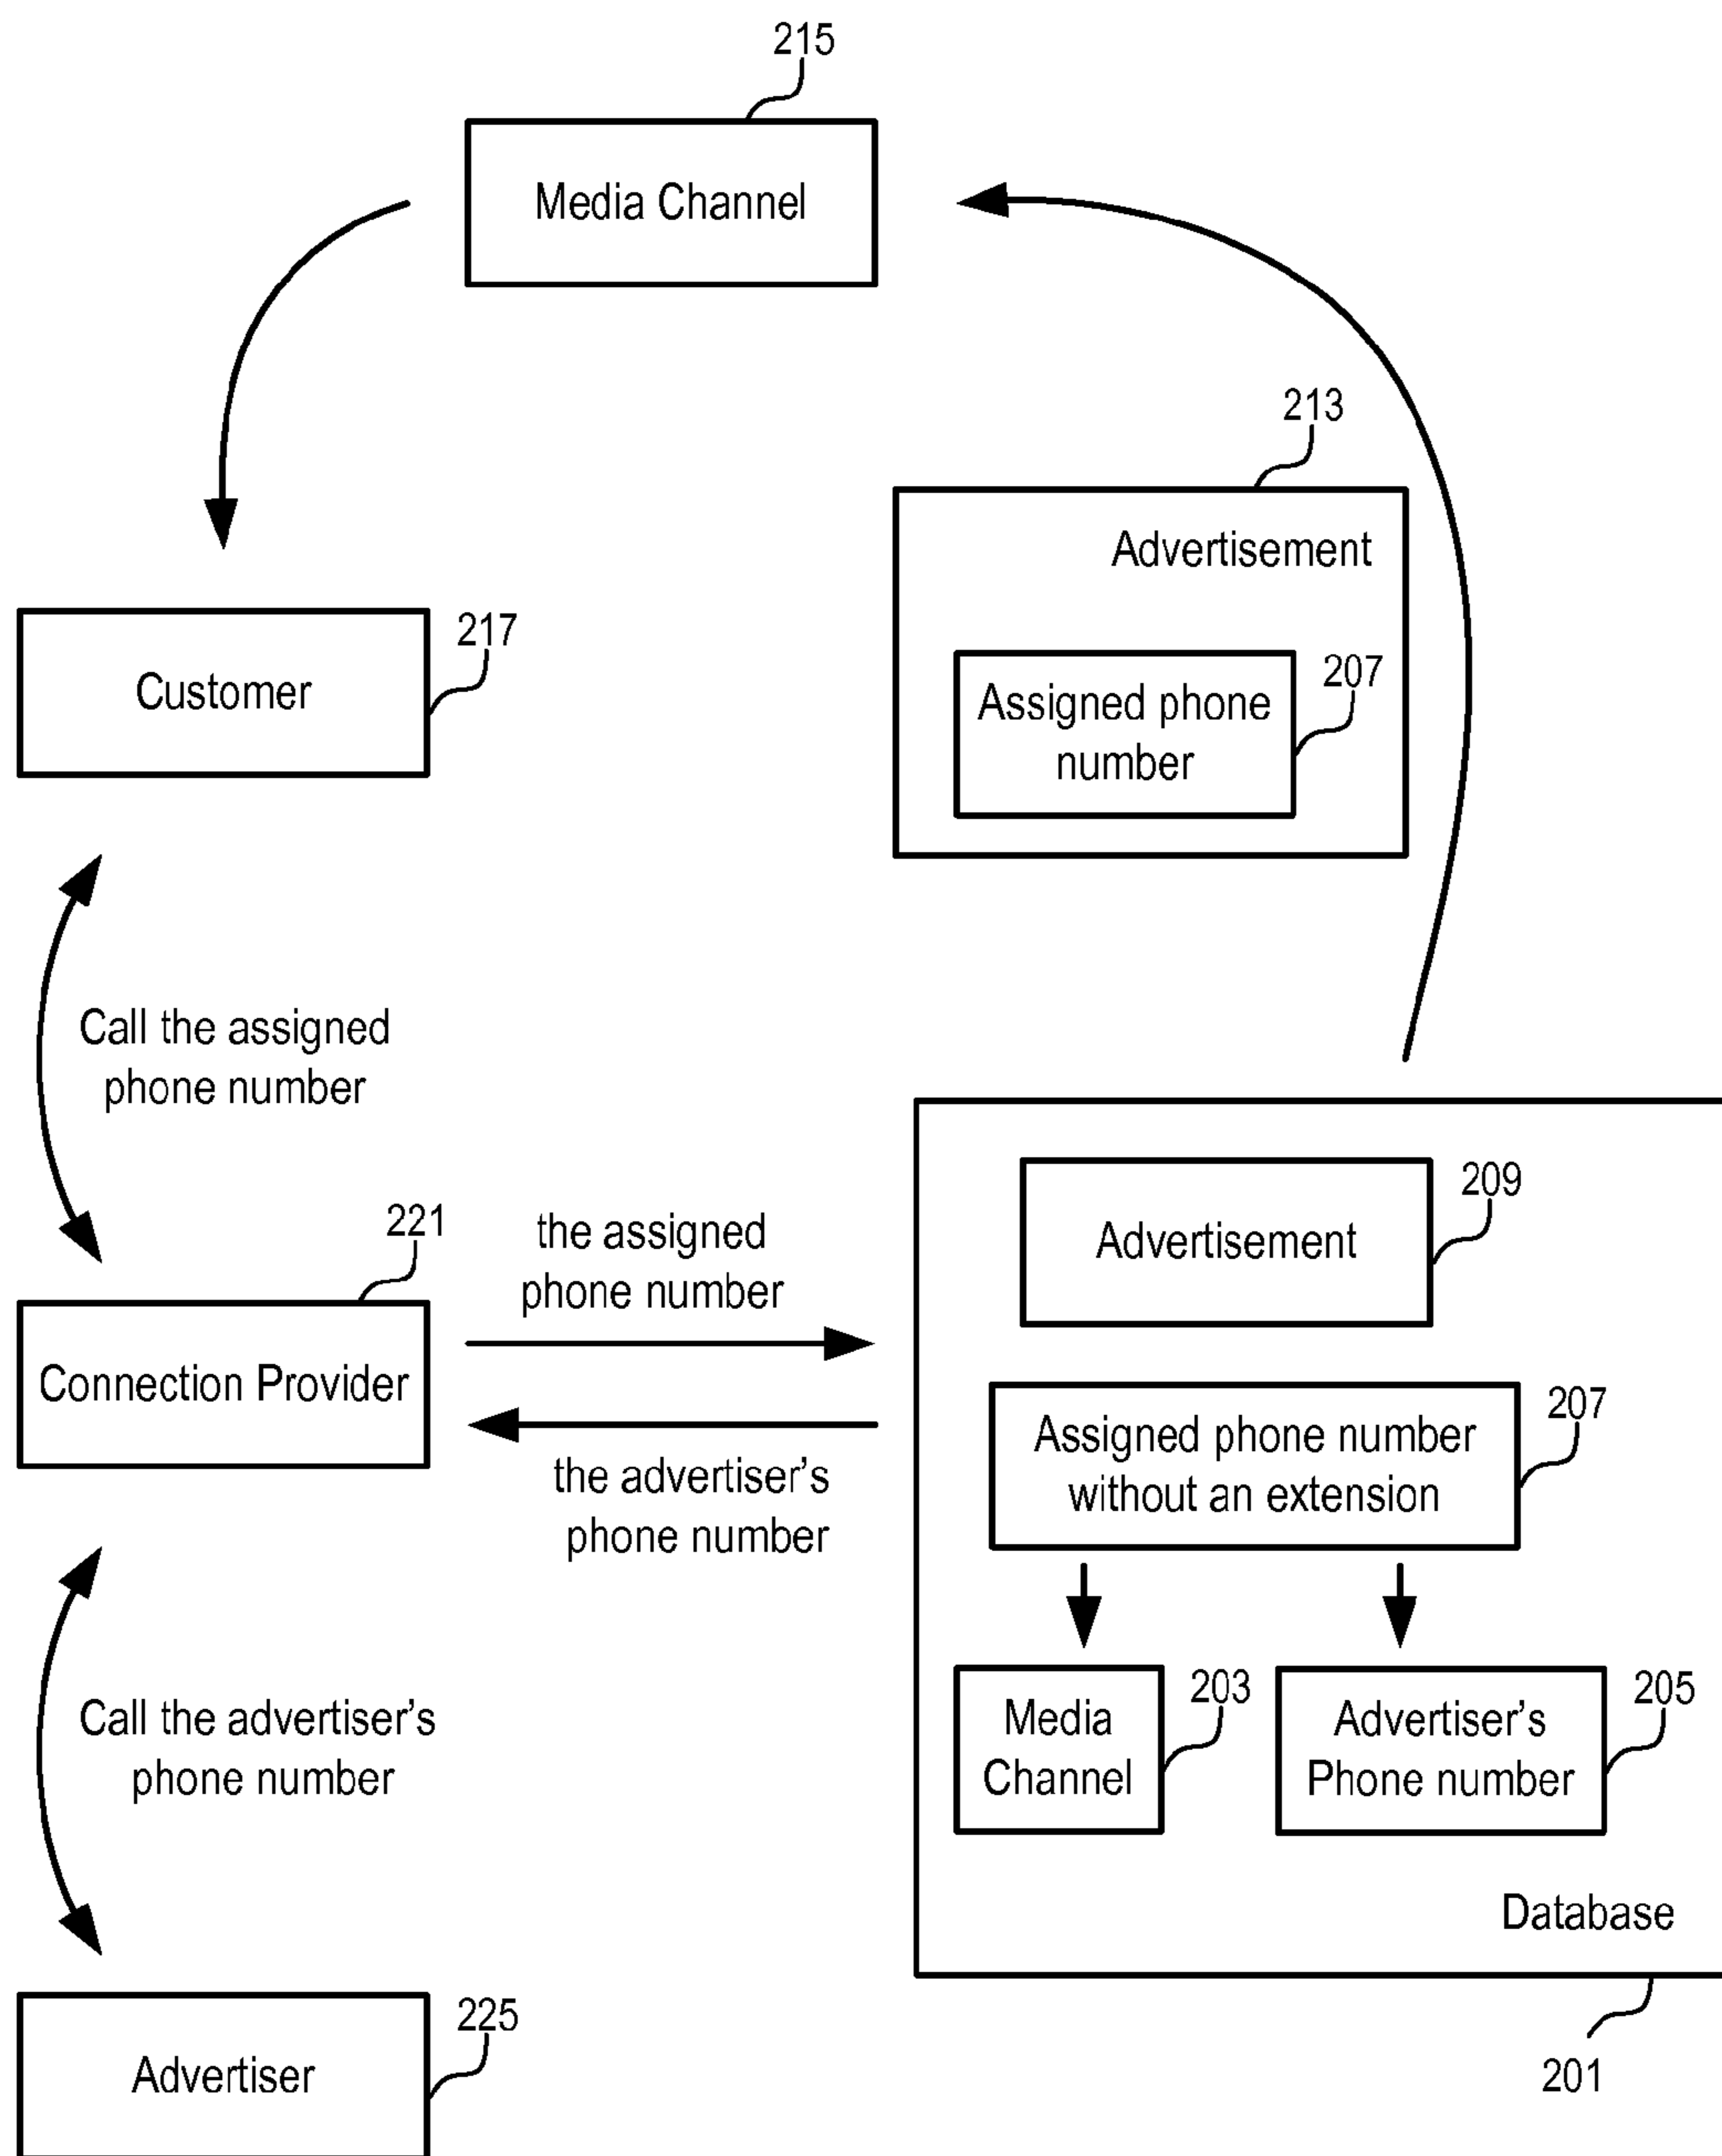 215
Media Channel
213
Advertisement
207
Assigned phone
number
217
Customer
Call the assigned
phone number
221
Connection Provider
the assigned
phone number
the advertiser's
phone number
209
Advertisement
207
Assigned phone number
without an extension
203
Media
Channel
205
Advertiser's
Phone number
Database
201
Call the advertiser's
phone number
225
Advertiser